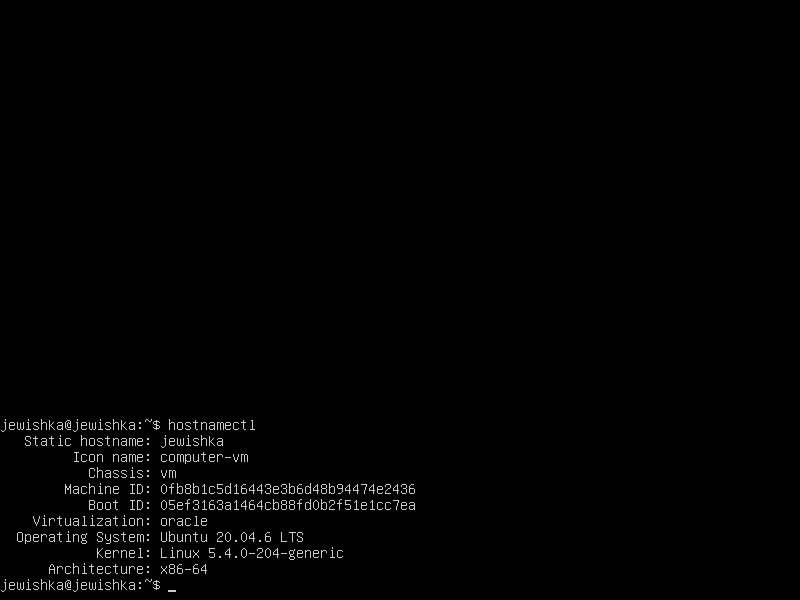 jewishka@jewishka:~$ hostnamectl
Static hostname: jewishka
Icon name: computer-vm
Chassis: vm
Machine ID: 0fb8b1c5d16443e3b6d48b94474e2436
Boot ID: 05ef3163a1464cb88fd0b2f51e1cc7ea
Virtualization: oracle
Operating System: Ubuntu 20.04.6 LTS
Kernel: Linux 5.4.0-204-generic
Architecture: x86-64
jewishka@jewishka:~$ _